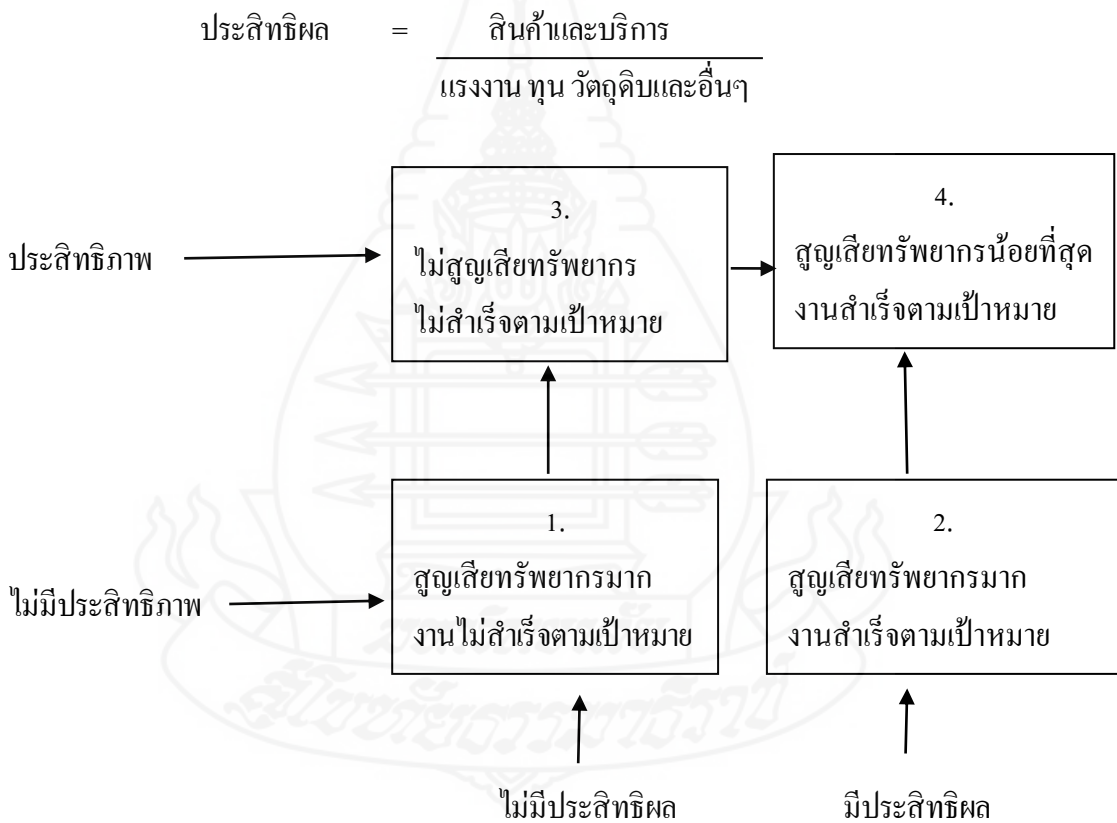 ประสิทธิผล = สินค้าและบริการ
แรงงาน ทุน วัตถุดิบและอื่นๆ
3.
ไม่สูญเสียทรัพยากร
ไม่สำเร็จตามเป้าหมาย
4.
สูญเสียทรัพยากรน้อยที่สุด
งานสำเร็จตามเป้าหมาย
ประสิทธิภาพ
1.
สูญเสียทรัพยากรมาก
งานไม่สำเร็จตามเป้าหมาย
2.
สูญเสียทรัพยากรมาก
งานสำเร็จตามเป้าหมาย
ไม่มีประสิทธิภาพ
ไม่มีประสิทธิผล
มีประสิทธิผล